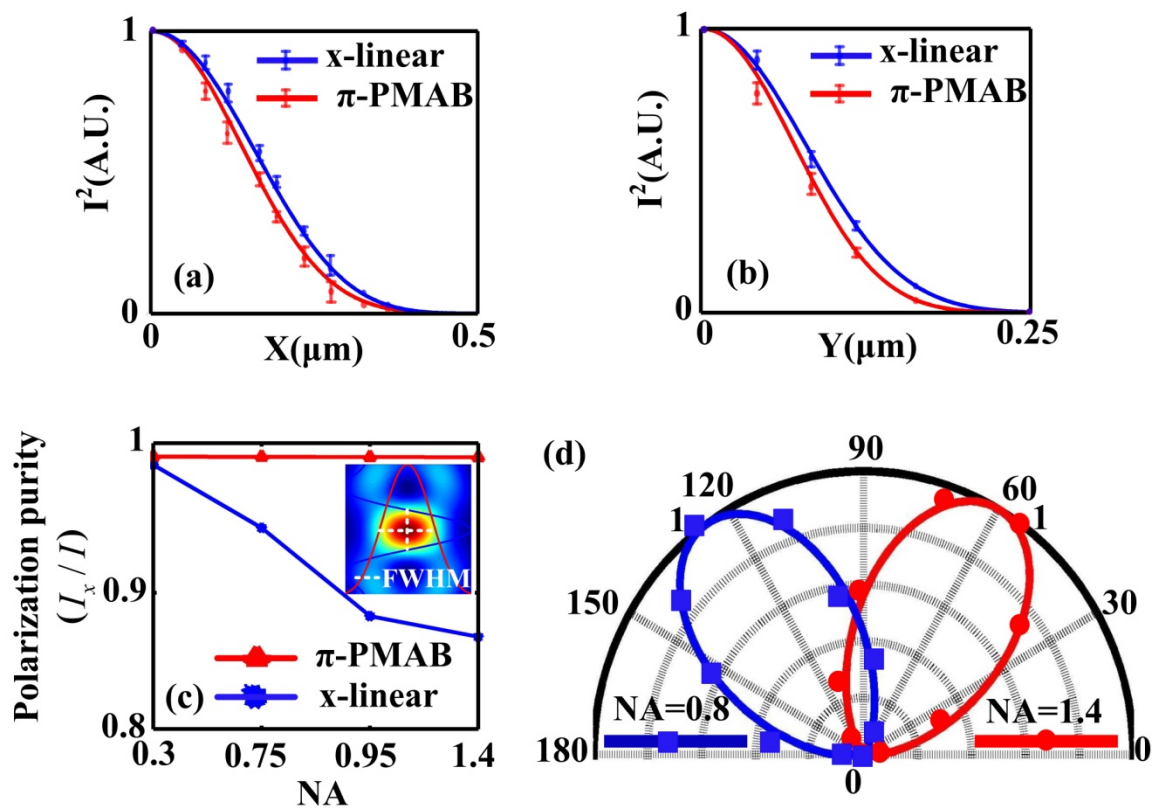 1
x-linear
π-PMAB
I²(A.U.)
(a)
0
0
0.5
X(μm)
1
x-linear
π-PMAB
I²(A.U.)
(b)
0
0
0.25
Y(μm)
1
Polarization purity
(Iₓ / I)
0.9
FWHM
π-PMAB
x-linear
(c)
0.8
0.3
0.75
0.95
1.4
NA
(d)
90
120
60
1
1
150
30
NA=0.8
NA=1.4
180
0
0